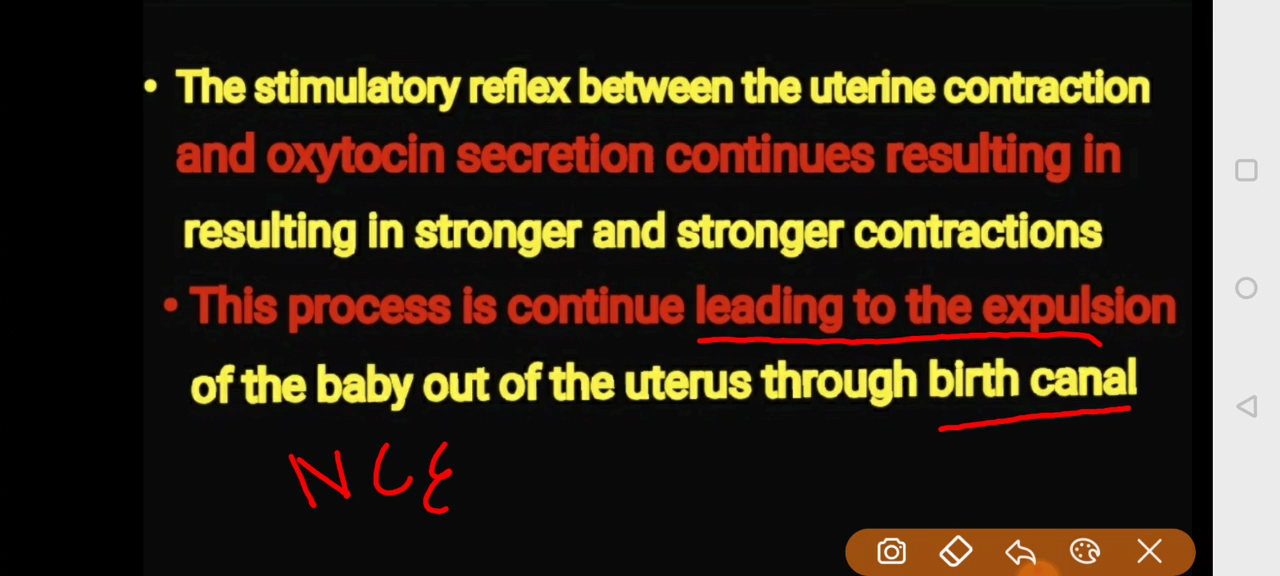 • The stimulatory reflex between the uterine contraction
and oxytocin secretion continues resulting in
resulting in stronger and stronger contractions
• This process is continue leading to the expulsion
of the baby out of the uterus through birth canal
NCE